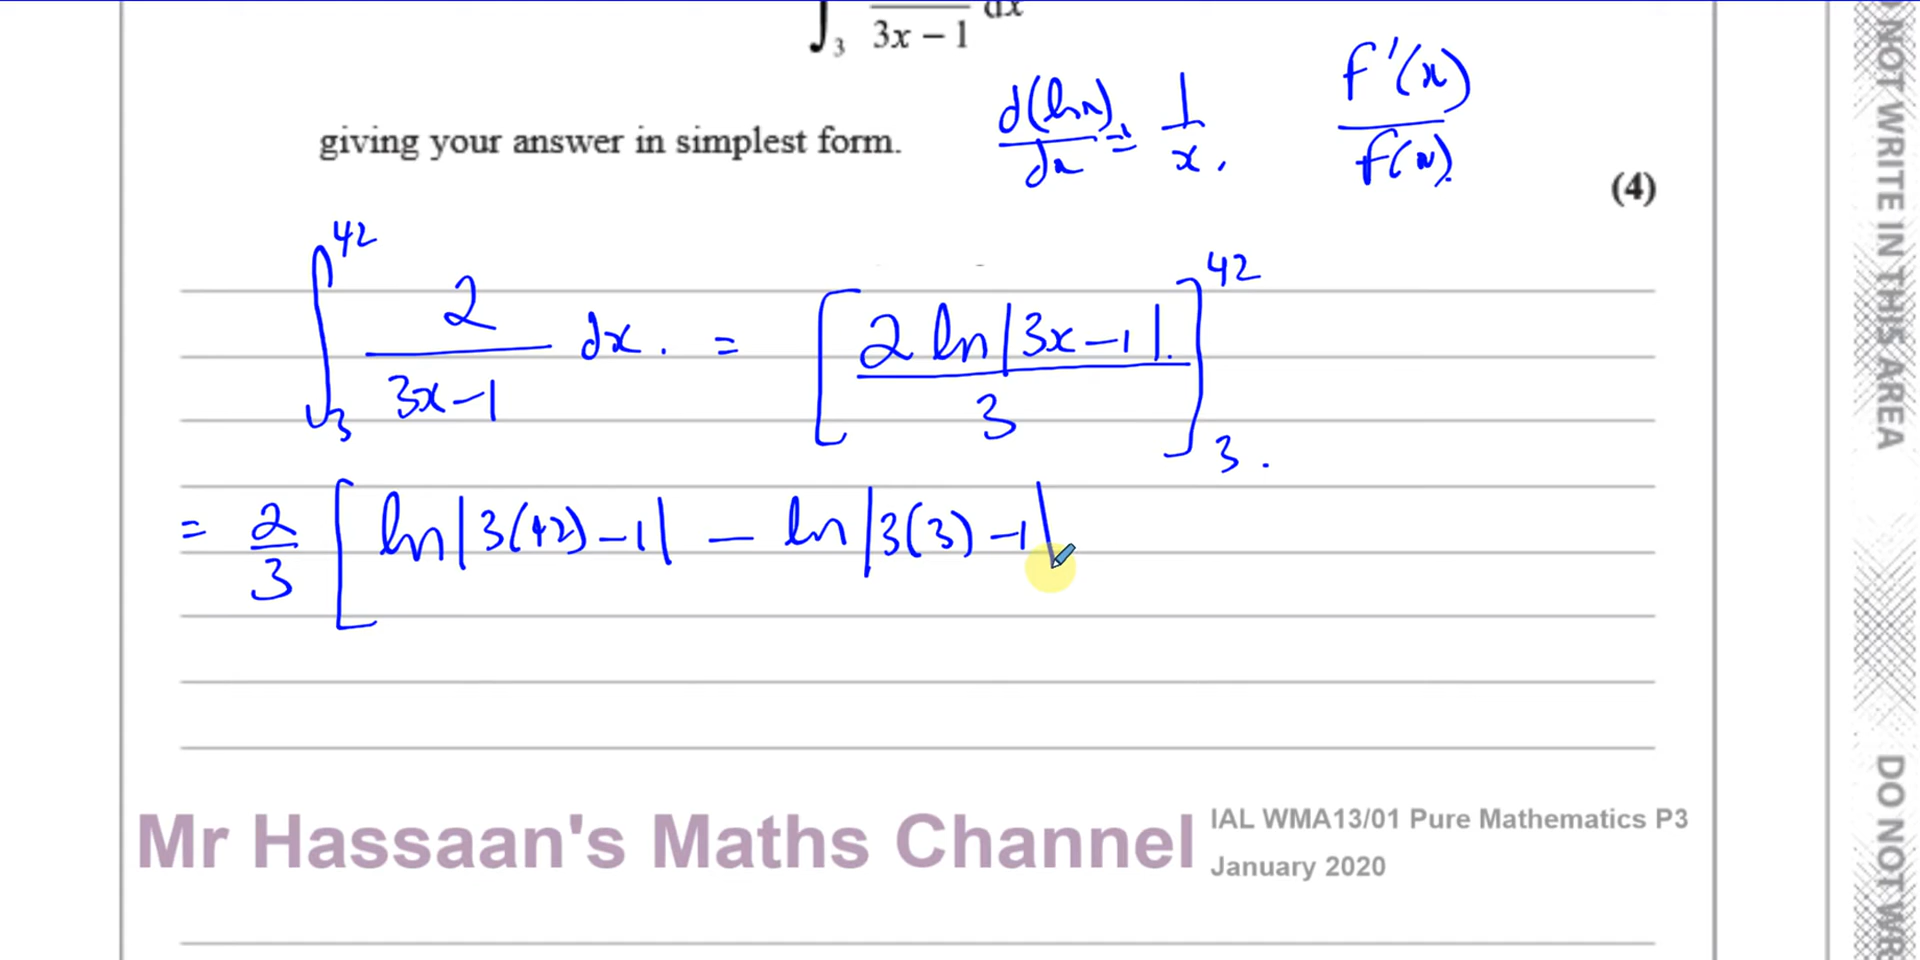 ∫₃ ─── dx
3x − 1
giving your answer in simplest form.
d(ln x)/dx = 1/x. f'(x)/f(x).
(4)
∫₃⁴² 2/(3x−1) dx. = [2 ln|3x−1|./3]₃⁴².
= 2/3 [ ln|3(42)−1| − ln|3(3)−1|
Mr Hassaan's Maths Channel
IAL WMA13/01 Pure Mathematics P3
January 2020
NOT WRITE IN THIS AREA
DO NOT WR